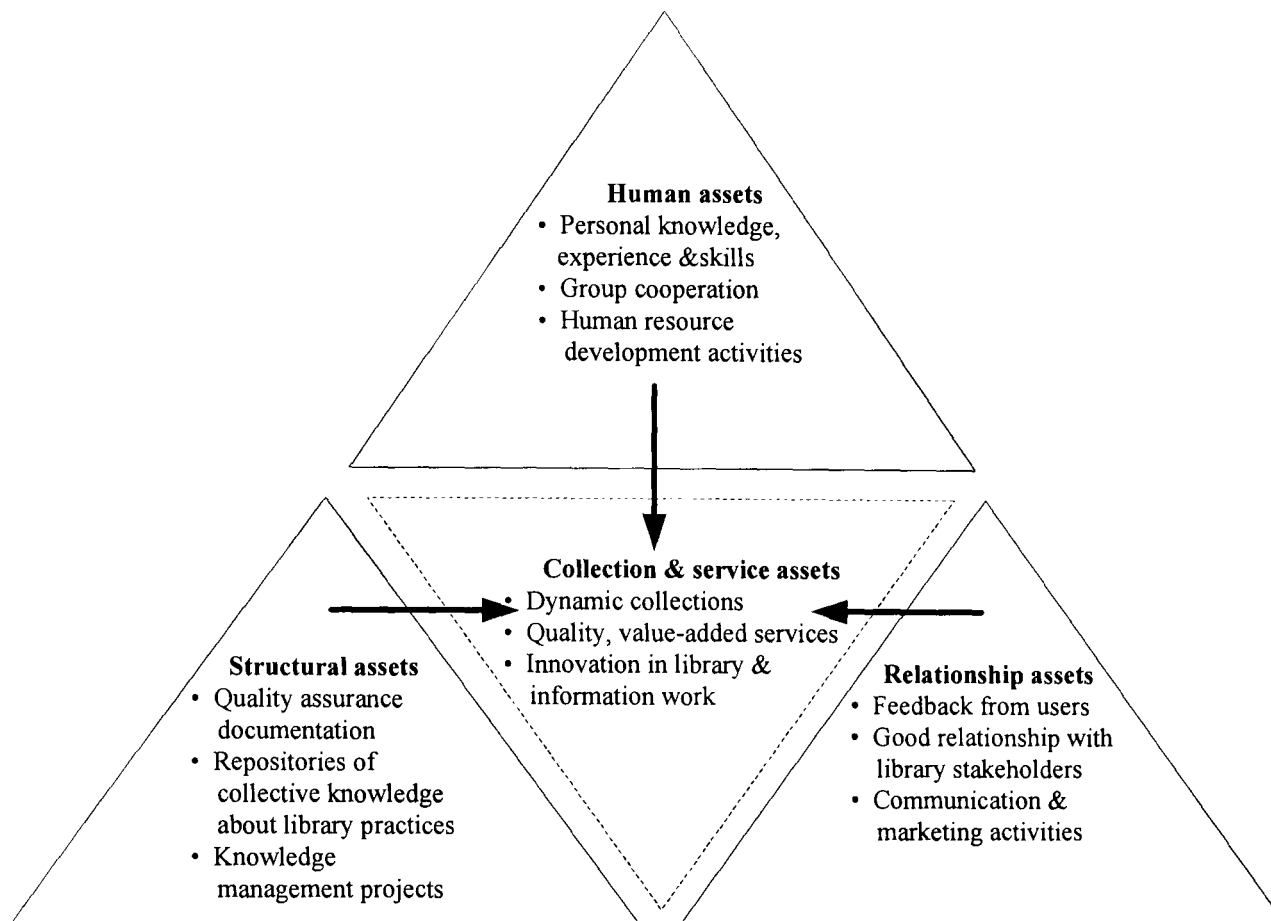 Human assets
• Personal knowledge,
experience &skills
• Group cooperation
• Human resource
development activities
Collection & service assets
• Dynamic collections
• Quality, value-added services
• Innovation in library &
information work
Structural assets
• Quality assurance
documentation
• Repositories of
collective knowledge
about library practices
• Knowledge
management projects
Relationship assets
• Feedback from users
• Good relationship with
library stakeholders
• Communication &
marketing activities